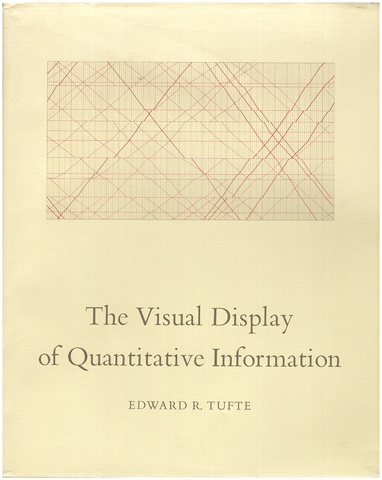 The Visual Display
of Quantitative Information
EDWARD R. TUFTE